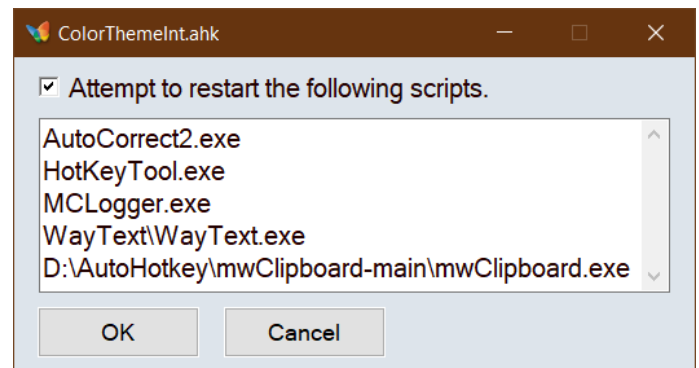 ColorThemeInt.ahk
Attempt to restart the following scripts.
AutoCorrect2.exe
HotKeyTool.exe
MCLogger.exe
WayText\WayText.exe
D:\AutoHotkey\mwClipboard-main\mwClipboard.exe
OK Cancel